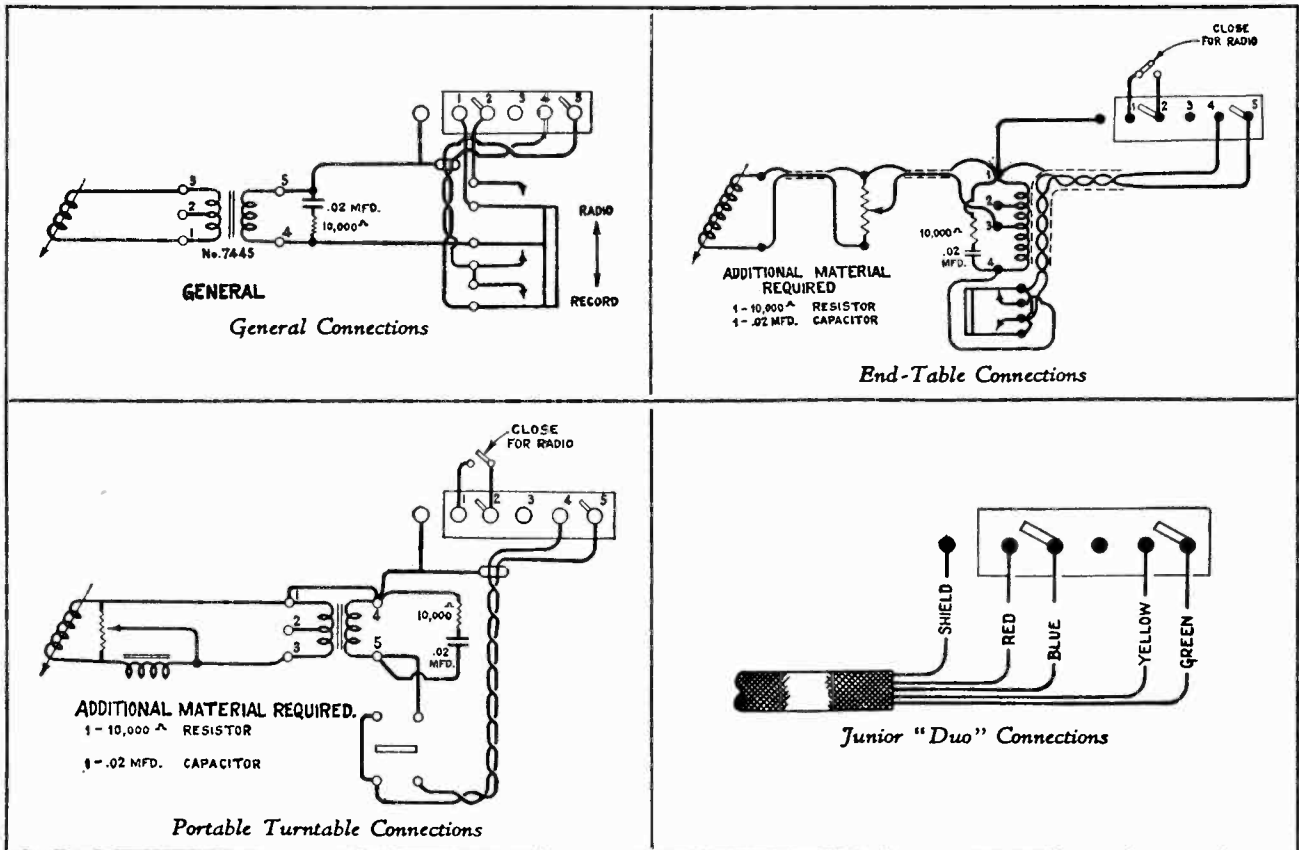 1 2 3 4 5
3
2
1
5
4
.02 MFD.
10,000
No. 7445
RADIO
RECORD
GENERAL
General Connections
CLOSE
FOR RADIO
1 2 3 4 5
1
2
3
4
10,000
.02
MFD.
ADDITIONAL MATERIAL
REQUIRED
1-10,000 RESISTOR
1-.02 MFD. CAPACITOR
End-Table Connections
CLOSE
FOR RADIO
1 2 3 4 5
1
2
3
4
5
10,000
.02
MFD.
ADDITIONAL MATERIAL REQUIRED.
1-10,000 RESISTOR
1-.02 MFD. CAPACITOR
Portable Turntable Connections
SHIELD
RED
BLUE
YELLOW
GREEN
Junior "Duo" Connections